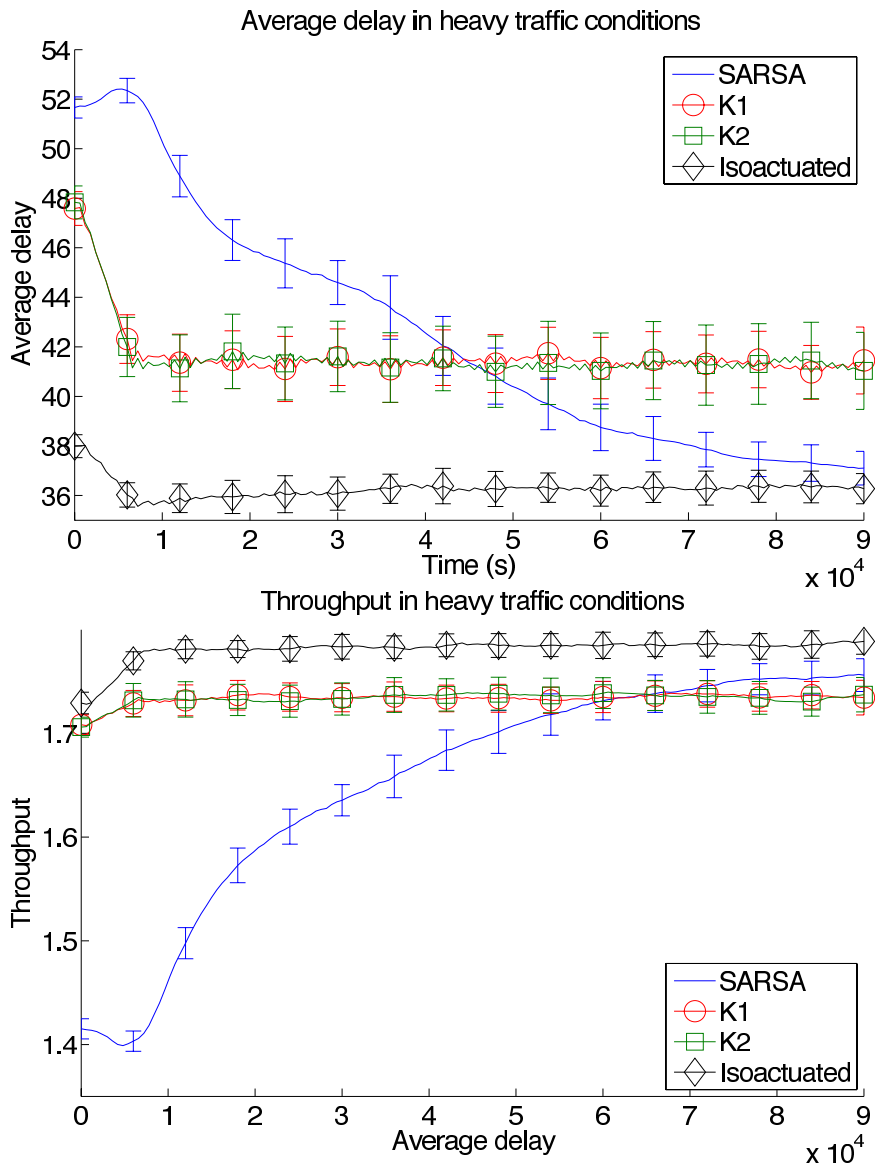 Average delay in heavy traffic conditions
54
52
50
48
46
44
42
40
38
36
Average delay
SARSA
K1
K2
Isoactuated
0 1 2 3 4 5 6 7 8 9
Time (s)
x 10^4
Throughput in heavy traffic conditions
1.7
1.6
1.5
1.4
Throughput
SARSA
K1
K2
Isoactuated
0 1 2 3 4 5 6 7 8 9
Average delay
x 10^4